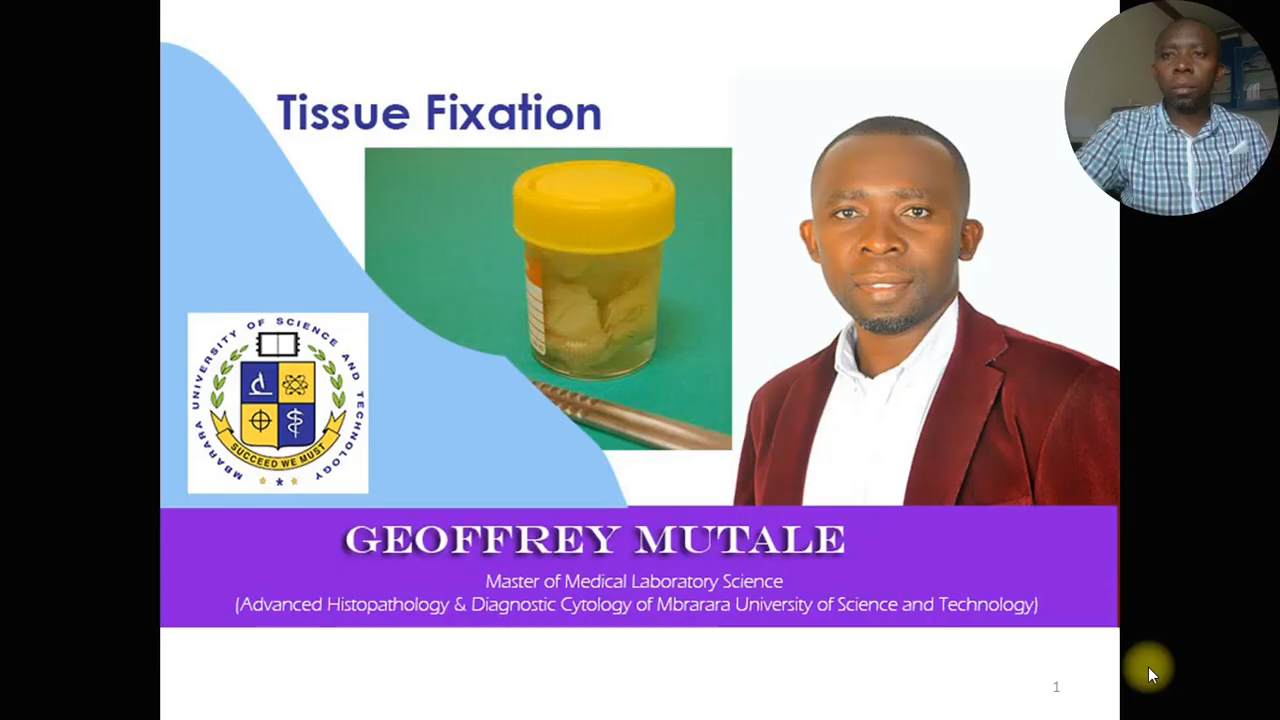 Tissue Fixation
MBARARA UNIVERSITY OF SCIENCE AND TECHNOLOGY
SUCCEED WE MUST
GEOFFREY MUTALE
Master of Medical Laboratory Science
(Advanced Histopathology & Diagnostic Cytology of Mbrarara University of Science and Technology)
1